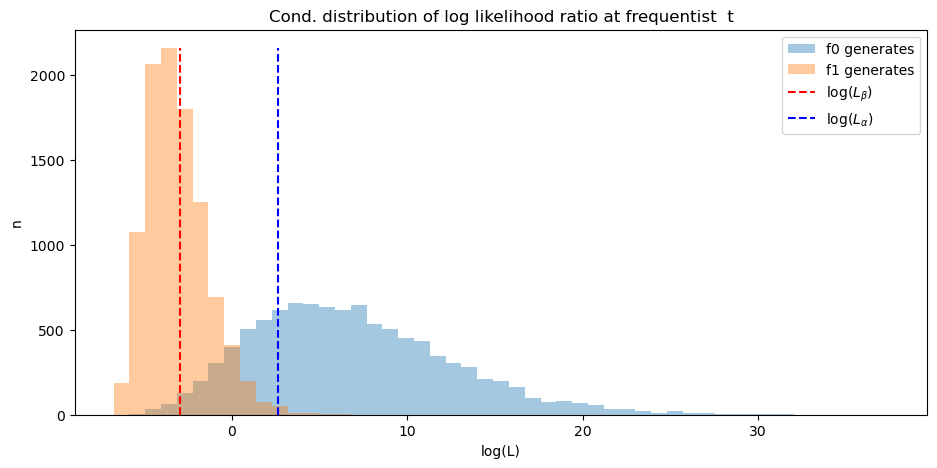 Cond. distribution of log likelihood ratio at frequentist  t
f0 generates
f1 generates
log(L_β)
log(L_α)
2000
1500
1000
500
0
n
0 10 20 30
log(L)